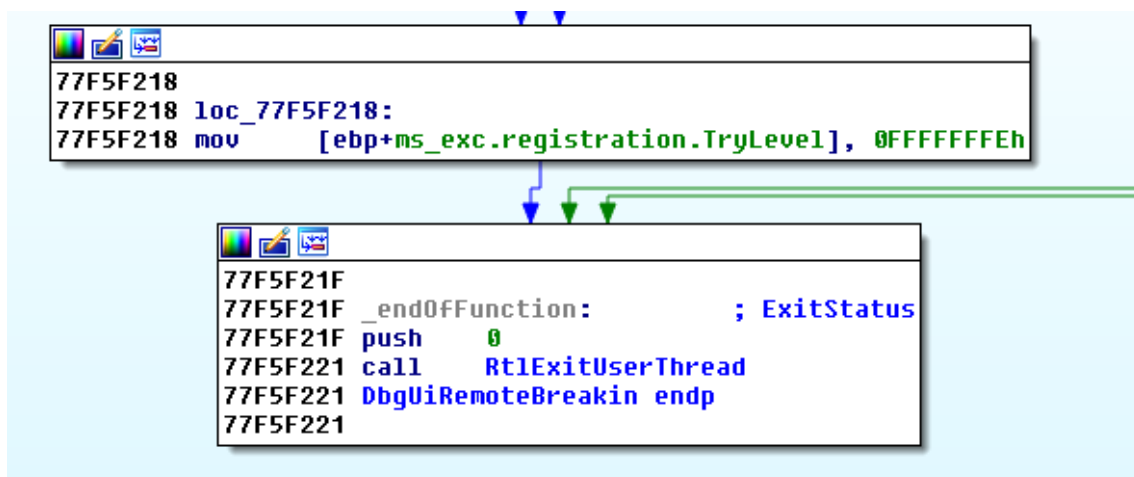 77F5F218
77F5F218 loc_77F5F218:
77F5F218 mov     [ebp+ms_exc.registration.TryLevel], 0FFFFFFFEh
77F5F21F
77F5F21F _endOfFunction:          ; ExitStatus
77F5F21F push    0
77F5F221 call    RtlExitUserThread
77F5F221 DbgUiRemoteBreakin endp
77F5F221